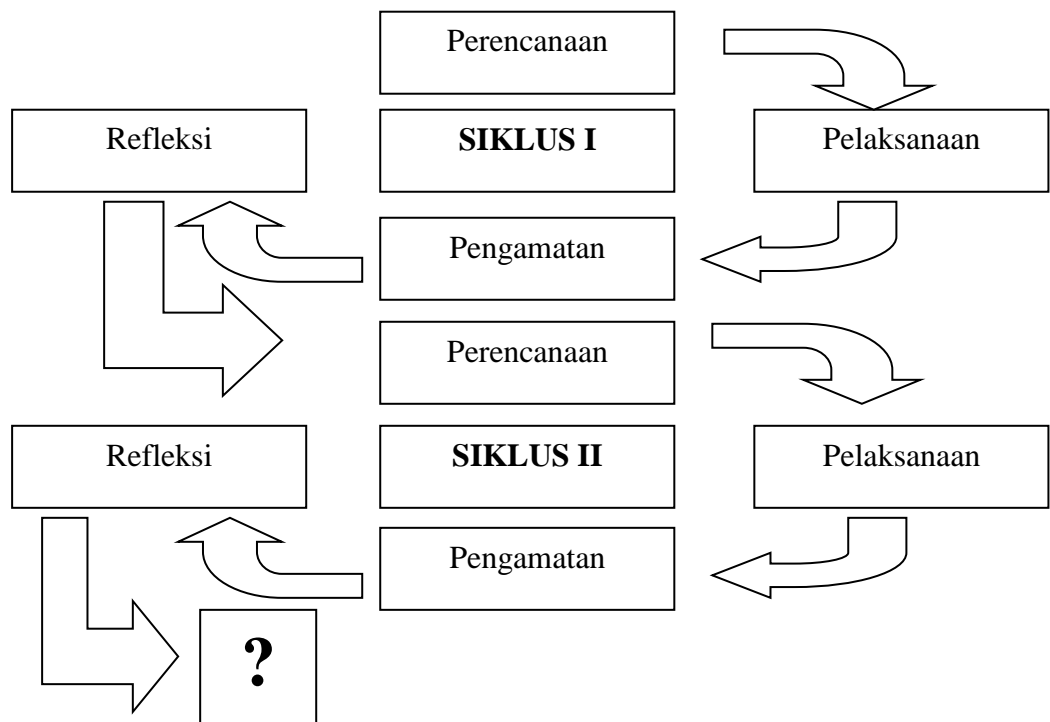 Perencanaan
Refleksi
SIKLUS I
Pelaksanaan
Pengamatan
Perencanaan
Refleksi
SIKLUS II
Pelaksanaan
Pengamatan
?